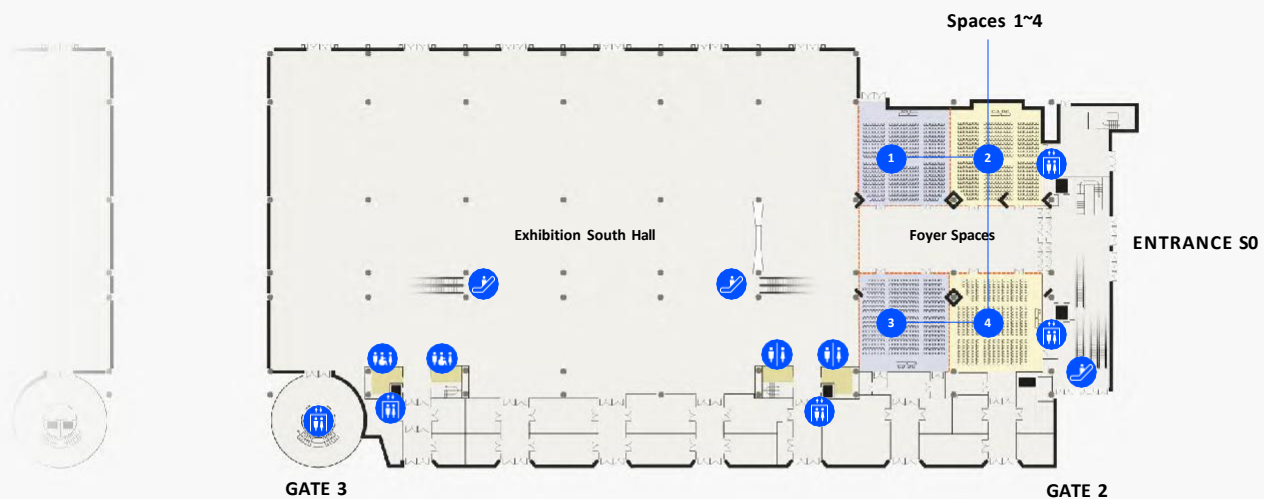 Spaces 1~4
1
2
Exhibition South Hall
Foyer Spaces
ENTRANCE S0
3
4
GATE 3
GATE 2